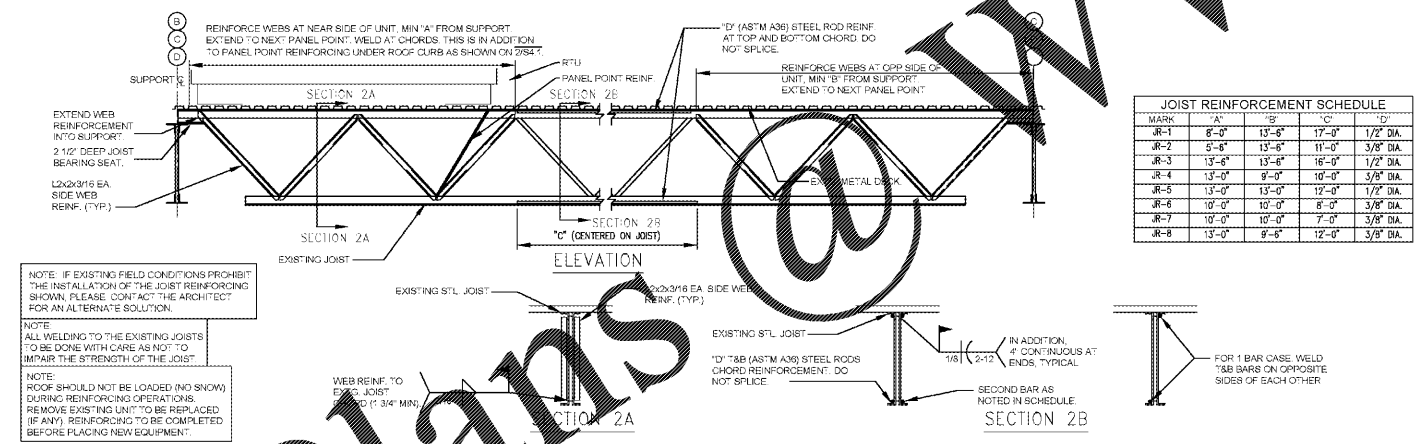 B
C
D
REINFORCE WEBS AT NEAR SIDE OF UNIT, MIN "A" FROM SUPPORT.
EXTEND TO NEXT PANEL POINT. WELD AT CHORDS. THIS IS IN ADDITION
TO PANEL POINT REINFORCING UNDER ROOF CURB AS SHOWN ON 2/S4.1.
"D" (ASTM A36) STEEL ROD REINF.
AT TOP AND BOTTOM CHORD. DO
NOT SPLICE.
RTU
PANEL POINT REINF.
REINFORCE WEBS AT OPP SIDE OF
UNIT, MIN "B" FROM SUPPORT.
EXTEND TO NEXT PANEL POINT
SUPPORT
SECTION 2A
SECTION 2B
EXTEND WEB
REINFORCEMENT
INTO SUPPORT.
2 1/2" DEEP JOIST
BEARING SEAT.
L2x2x3/16 EA.
SIDE WEB
REINF. (TYP.)
METAL DECK.
SECTION 2A
SECTION 2B
"C" (CENTERED ON JOIST)
EXISTING JOIST
ELEVATION
JOIST REINFORCEMENT SCHEDULE
MARK "A" "B" "C" "D"
JR-1 8'-0" 13'-6" 17'-0" 1/2" DIA.
JR-2 5'-6" 13'-6" 11'-0" 3/8" DIA.
JR-3 13'-6" 13'-6" 16'-0" 1/2" DIA.
JR-4 13'-0" 9'-0" 10'-0" 3/8" DIA.
JR-5 13'-0" 13'-0" 12'-0" 1/2" DIA.
JR-6 10'-0" 10'-0" 8'-0" 3/8" DIA.
JR-7 10'-0" 10'-0" 7'-0" 3/8" DIA.
JR-8 13'-0" 9'-6" 12'-0" 3/8" DIA.
NOTE: IF EXISTING FIELD CONDITIONS PROHIBIT
THE INSTALLATION OF THE JOIST REINFORCING
SHOWN, PLEASE CONTACT THE ARCHITECT
FOR AN ALTERNATE SOLUTION.
NOTE:
ALL WELDING TO THE EXISTING JOISTS
TO BE DONE WITH CARE AS NOT TO
IMPAIR THE STRENGTH OF THE JOIST.
NOTE:
ROOF SHOULD NOT BE LOADED (NO SNOW)
DURING REINFORCING OPERATIONS.
REMOVE EXISTING UNIT TO BE REPLACED
(IF ANY). REINFORCING TO BE COMPLETED
BEFORE PLACING NEW EQUIPMENT.
EXISTING STL. JOIST
L2x2x3/16 EA. SIDE WEB
REINF. (TYP.)
WEB REINF. TO
EXTG. JOIST
CHORD (1 3/4" MIN).
SECTION 2A
EXISTING STL. JOIST
"D" T&B (ASTM A36) STEEL RODS
CHORD REINFORCEMENT. DO
NOT SPLICE.
1/8 2-12
IN ADDITION,
4" CONTINUOUS AT
ENDS, TYPICAL
SECOND BAR AS
NOTED IN SCHEDULE.
SECTION 2B
FOR 1 BAR CASE. WELD
T&B BARS ON OPPOSITE
SIDES OF EACH OTHER
lans @ w